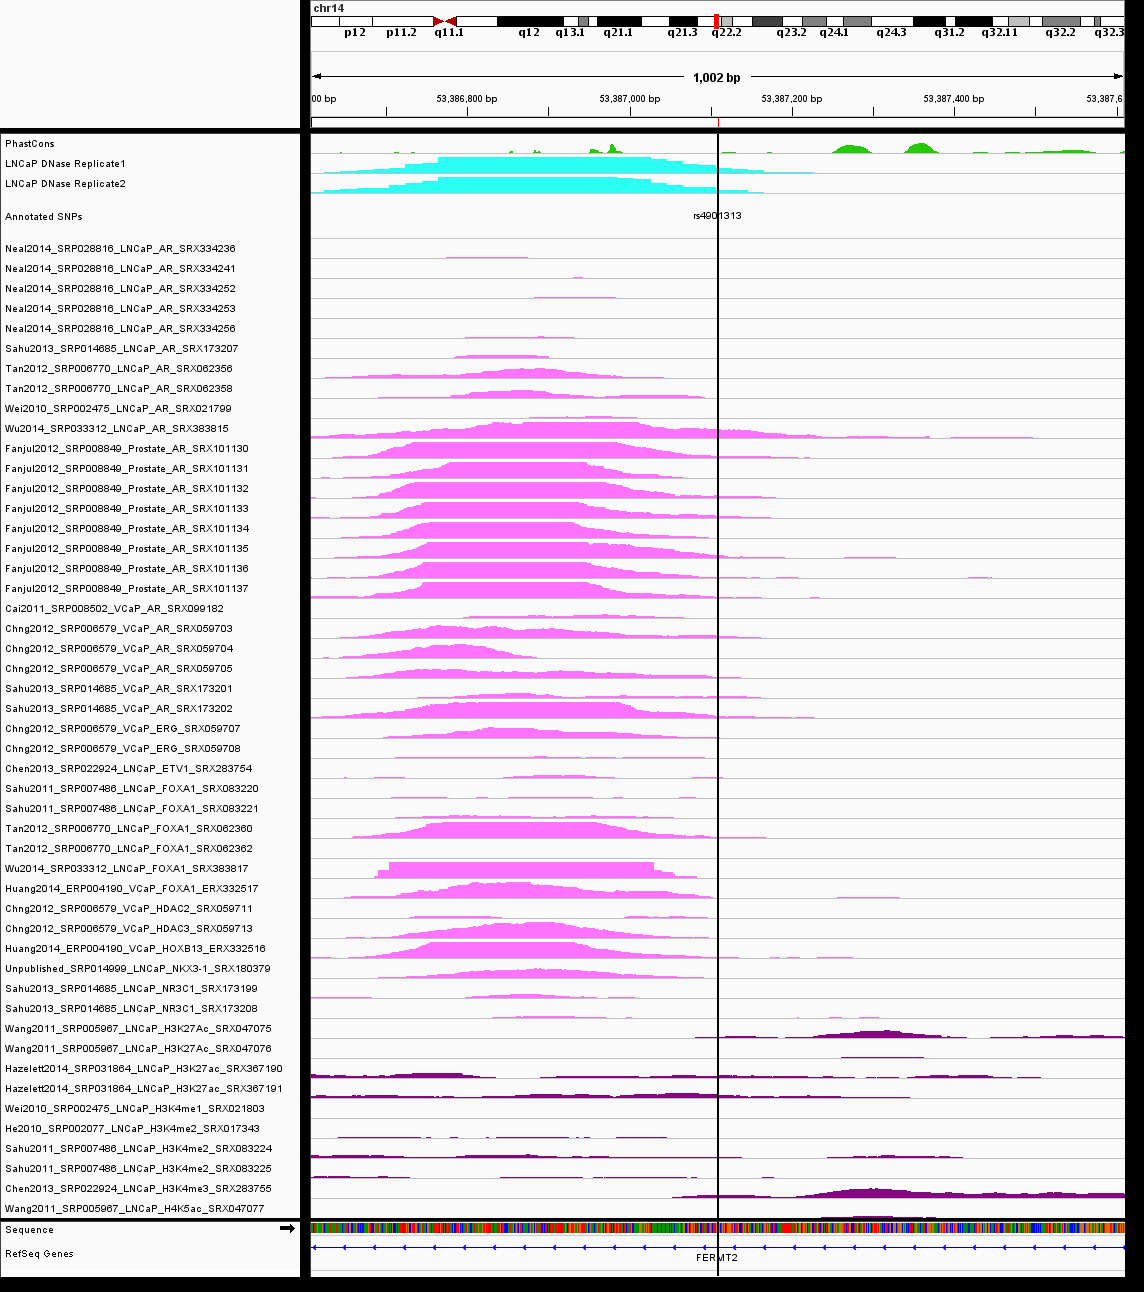 chr14
p12 p11.2 q11.1 q12 q13.1 q21.1 q21.3 q22.2 q23.2 q24.1 q24.3 q31.2 q32.11 q32.2 q32.3
1,002 bp
00 bp 53,386,800 bp 53,387,000 bp 53,387,200 bp 53,387,400 bp 53,387,6
PhastCons
LNCaP DNase Replicate1
LNCaP DNase Replicate2
Annotated SNPs rs4901313
Neal2014_SRP028816_LNCaP_AR_SRX334236
Neal2014_SRP028816_LNCaP_AR_SRX334241
Neal2014_SRP028816_LNCaP_AR_SRX334252
Neal2014_SRP028816_LNCaP_AR_SRX334253
Neal2014_SRP028816_LNCaP_AR_SRX334256
Sahu2013_SRP014685_LNCaP_AR_SRX173207
Tan2012_SRP006770_LNCaP_AR_SRX062356
Tan2012_SRP006770_LNCaP_AR_SRX062358
Wei2010_SRP002475_LNCaP_AR_SRX021799
Wu2014_SRP033312_LNCaP_AR_SRX383815
Fanjul2012_SRP008849_Prostate_AR_SRX101130
Fanjul2012_SRP008849_Prostate_AR_SRX101131
Fanjul2012_SRP008849_Prostate_AR_SRX101132
Fanjul2012_SRP008849_Prostate_AR_SRX101133
Fanjul2012_SRP008849_Prostate_AR_SRX101134
Fanjul2012_SRP008849_Prostate_AR_SRX101135
Fanjul2012_SRP008849_Prostate_AR_SRX101136
Fanjul2012_SRP008849_Prostate_AR_SRX101137
Cai2011_SRP008502_VCaP_AR_SRX099182
Chng2012_SRP006579_VCaP_AR_SRX059703
Chng2012_SRP006579_VCaP_AR_SRX059704
Chng2012_SRP006579_VCaP_AR_SRX059705
Sahu2013_SRP014685_VCaP_AR_SRX173201
Sahu2013_SRP014685_VCaP_AR_SRX173202
Chng2012_SRP006579_VCaP_ERG_SRX059707
Chng2012_SRP006579_VCaP_ERG_SRX059708
Chen2013_SRP022924_LNCaP_ETV1_SRX283754
Sahu2011_SRP007486_LNCaP_FOXA1_SRX083220
Sahu2011_SRP007486_LNCaP_FOXA1_SRX083221
Tan2012_SRP006770_LNCaP_FOXA1_SRX062360
Tan2012_SRP006770_LNCaP_FOXA1_SRX062362
Wu2014_SRP033312_LNCaP_FOXA1_SRX383817
Huang2014_ERP004190_VCaP_FOXA1_ERX332517
Chng2012_SRP006579_VCaP_HDAC2_SRX059711
Chng2012_SRP006579_VCaP_HDAC3_SRX059713
Huang2014_ERP004190_VCaP_HOXB13_ERX332516
Unpublished_SRP014999_LNCaP_NKX3-1_SRX180379
Sahu2013_SRP014685_LNCaP_NR3C1_SRX173199
Sahu2013_SRP014685_LNCaP_NR3C1_SRX173208
Wang2011_SRP005967_LNCaP_H3K27Ac_SRX047075
Wang2011_SRP005967_LNCaP_H3K27Ac_SRX047076
Hazelett2014_SRP031864_LNCaP_H3K27ac_SRX367190
Hazelett2014_SRP031864_LNCaP_H3K27ac_SRX367191
Wei2010_SRP002475_LNCaP_H3K4me1_SRX021803
He2010_SRP002077_LNCaP_H3K4me2_SRX017343
Sahu2011_SRP007486_LNCaP_H3K4me2_SRX083224
Sahu2011_SRP007486_LNCaP_H3K4me2_SRX083225
Chen2013_SRP022924_LNCaP_H3K4me3_SRX283755
Wang2011_SRP005967_LNCaP_H4K5ac_SRX047077
Sequence
RefSeq Genes
FERMT2